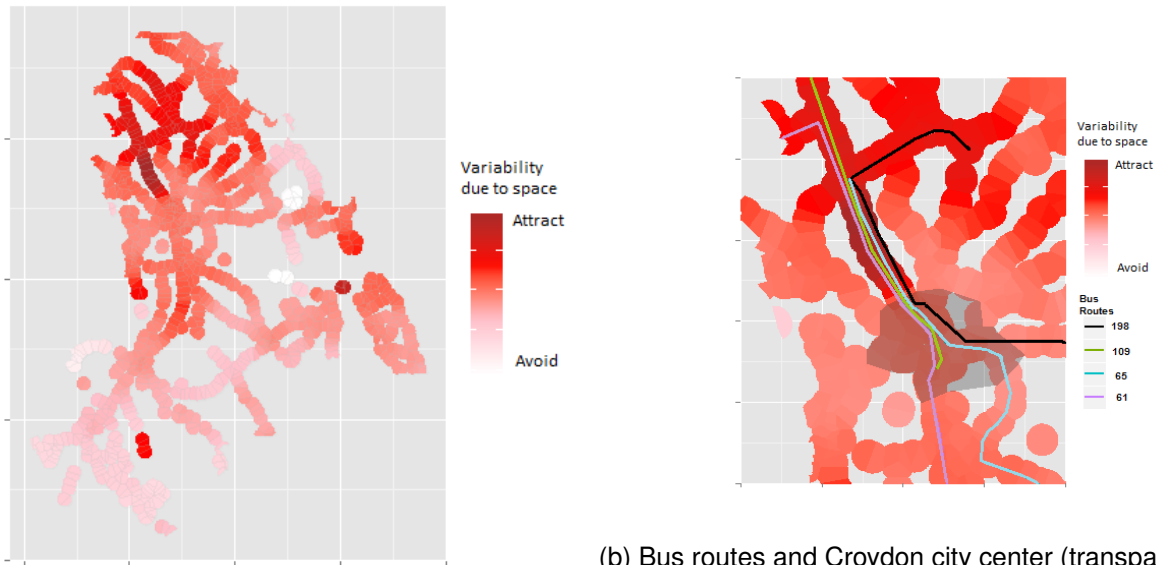 Variability
due to space
Attract
Avoid
Variability
due to space
Attract
Avoid
Bus
Routes
198
109
65
61
(b) Bus routes and Croydon city center (transpa